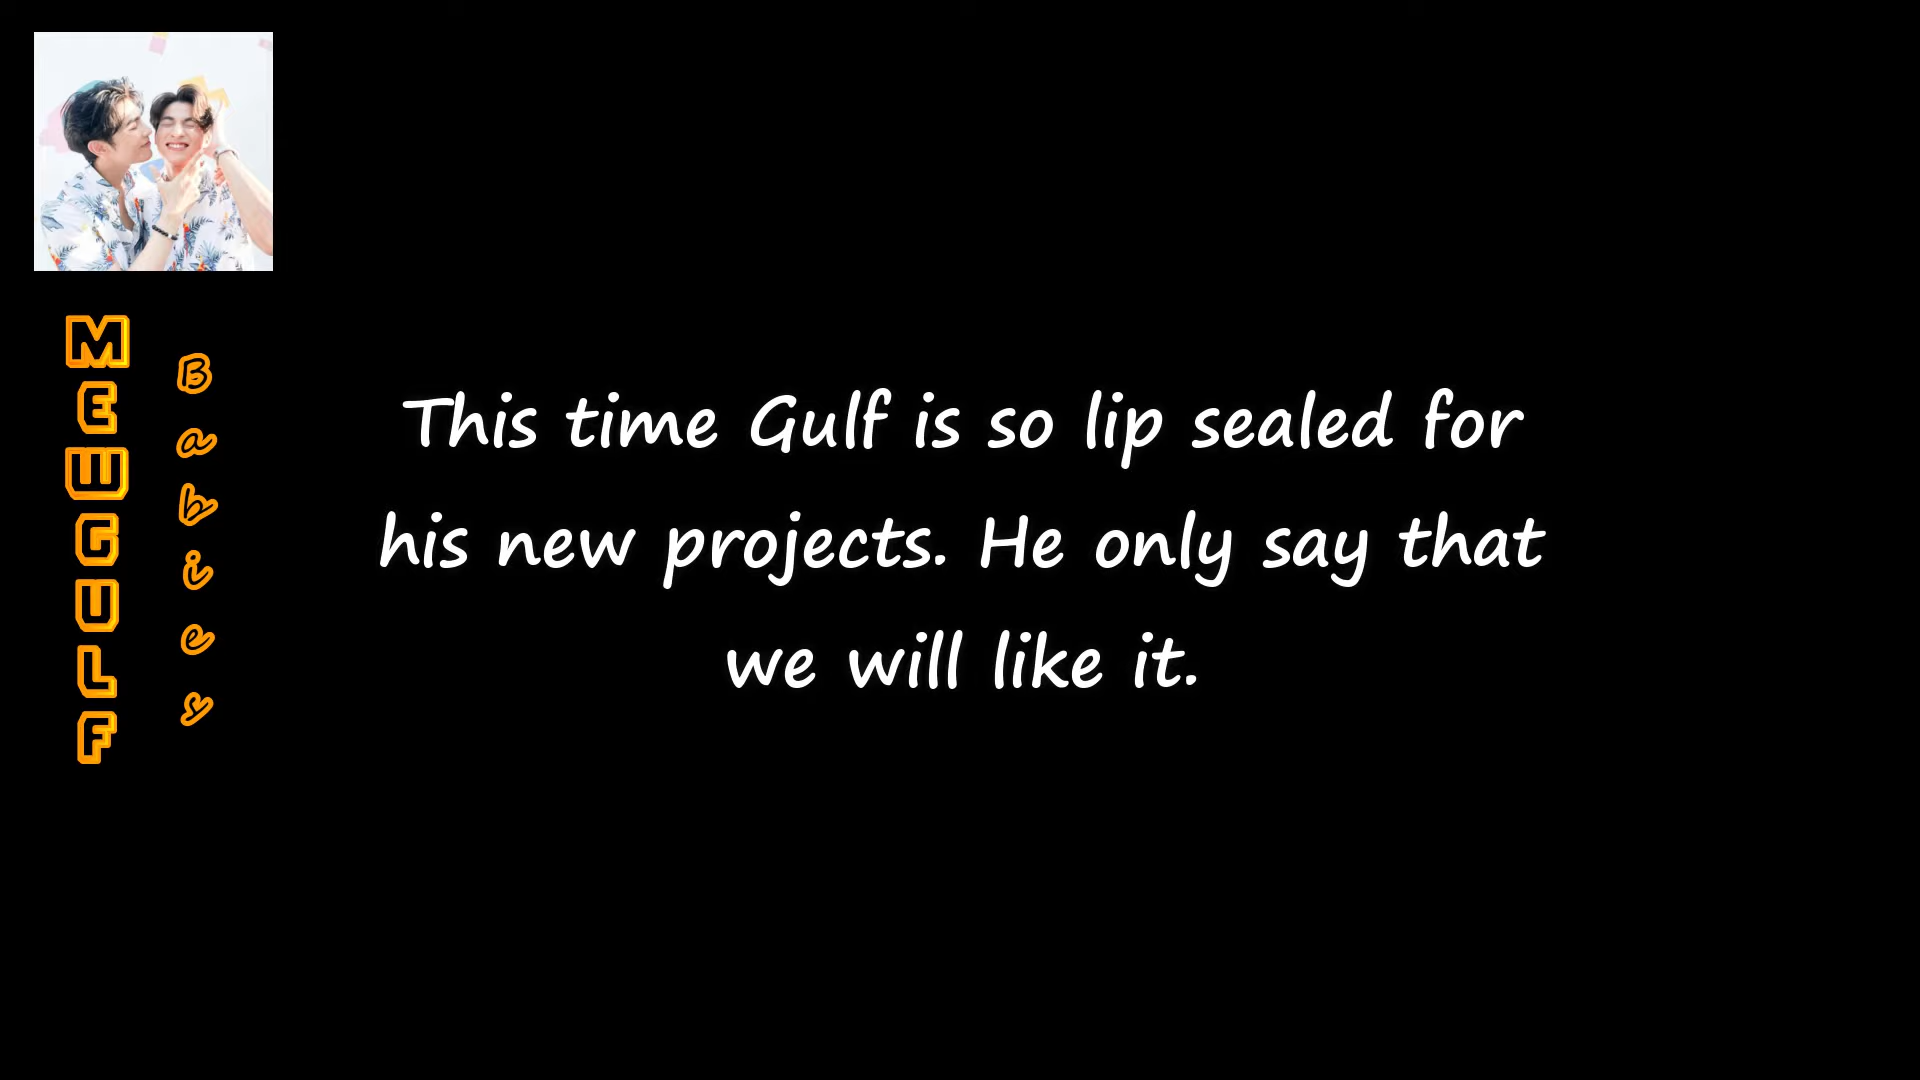 MEWGULF
Babies
This time Gulf is so lip sealed for
his new projects. He only say that
we will like it.